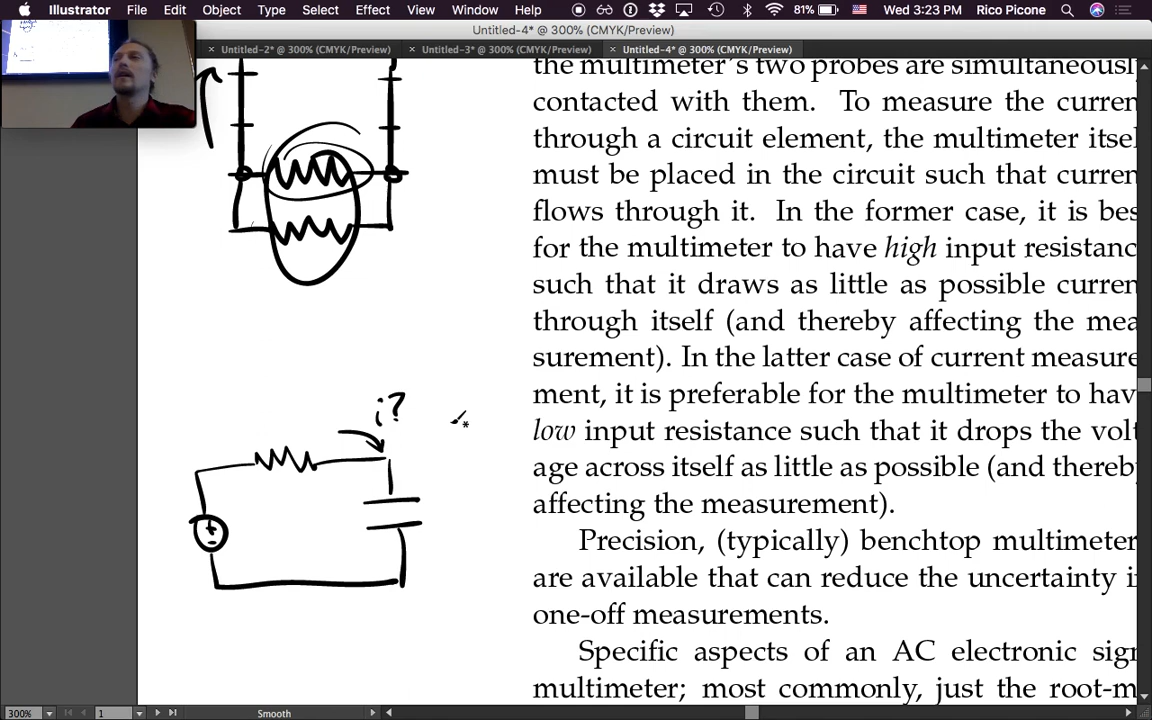 Illustrator File Edit Object Type Select Effect View Window Help 81% Wed 3:23 PM Rico Picone
Untitled-4* @ 300% (CMYK/Preview)
Untitled-2* @ 300% (CMYK/Preview) Untitled-3* @ 300% (CMYK/Preview) Untitled-4* @ 300% (CMYK/Preview)
the multimeter's two probes are simultaneously
contacted with them. To measure the curren
through a circuit element, the multimeter itsel
must be placed in the circuit such that curren
flows through it. In the former case, it is bes
for the multimeter to have high input resistanc
such that it draws as little as possible curren
through itself (and thereby affecting the mea
surement). In the latter case of current measure
ment, it is preferable for the multimeter to hav
low input resistance such that it drops the volt
age across itself as little as possible (and thereby
affecting the measurement).
i?
+
-
Precision, (typically) benchtop multimeter
are available that can reduce the uncertainty i
one-off measurements.
Specific aspects of an AC electronic sig
multimeter; most commonly, just the root-m
300% 1 Smooth